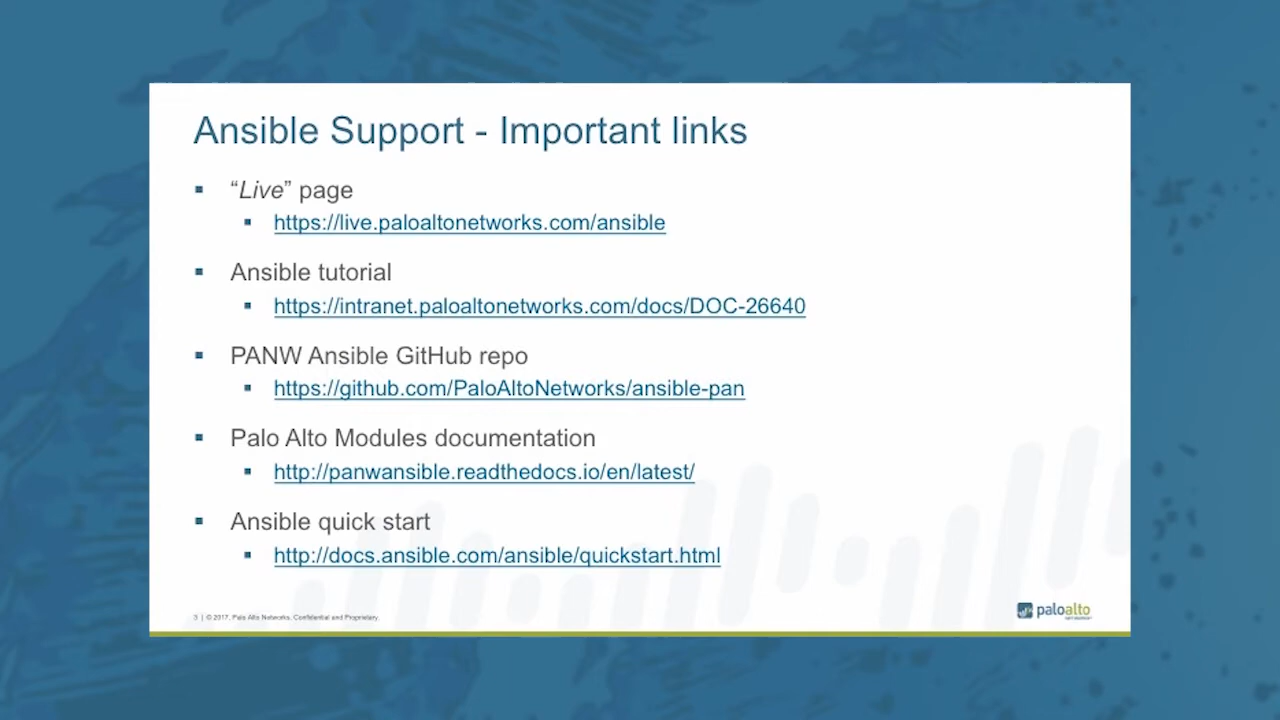 Ansible Support - Important links
▪ “Live” page
▪ https://live.paloaltonetworks.com/ansible
▪ Ansible tutorial
▪ https://intranet.paloaltonetworks.com/docs/DOC-26640
▪ PANW Ansible GitHub repo
▪ https://github.com/PaloAltoNetworks/ansible-pan
▪ Palo Alto Modules documentation
▪ http://panwansible.readthedocs.io/en/latest/
▪ Ansible quick start
▪ http://docs.ansible.com/ansible/quickstart.html
3 | © 2017, Palo Alto Networks. Confidential and Proprietary.
paloalto